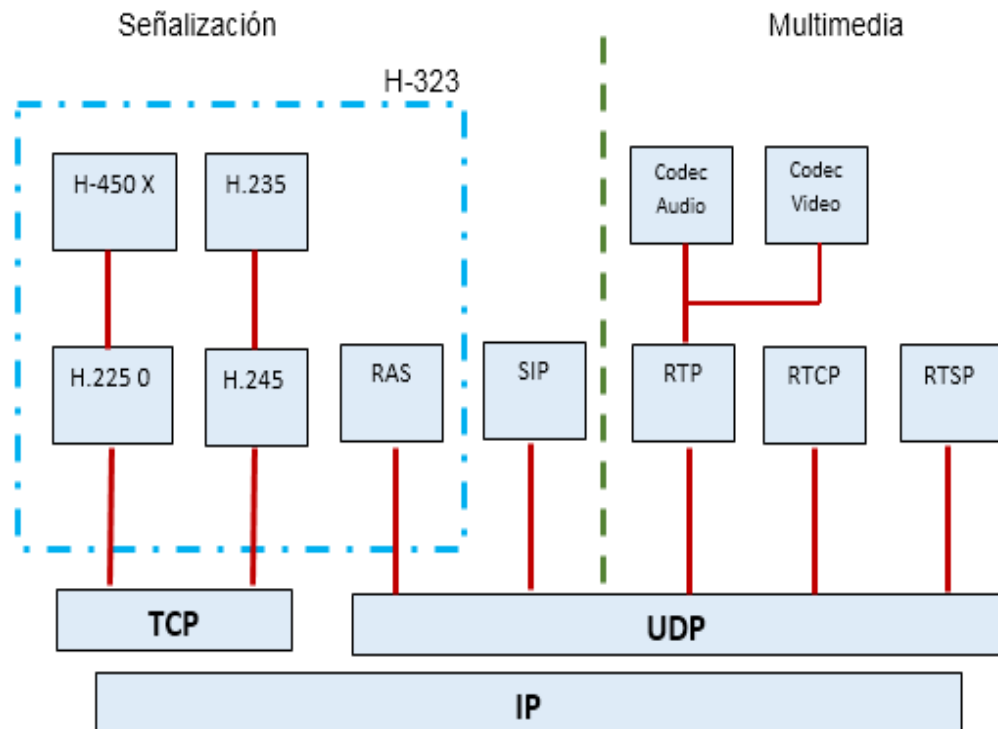 Señalización
Multimedia
H-323
H-450 X
H.235
Codec
Audio
Codec
Video
H.225 0
H.245
RAS
SIP
RTP
RTCP
RTSP
TCP
UDP
IP